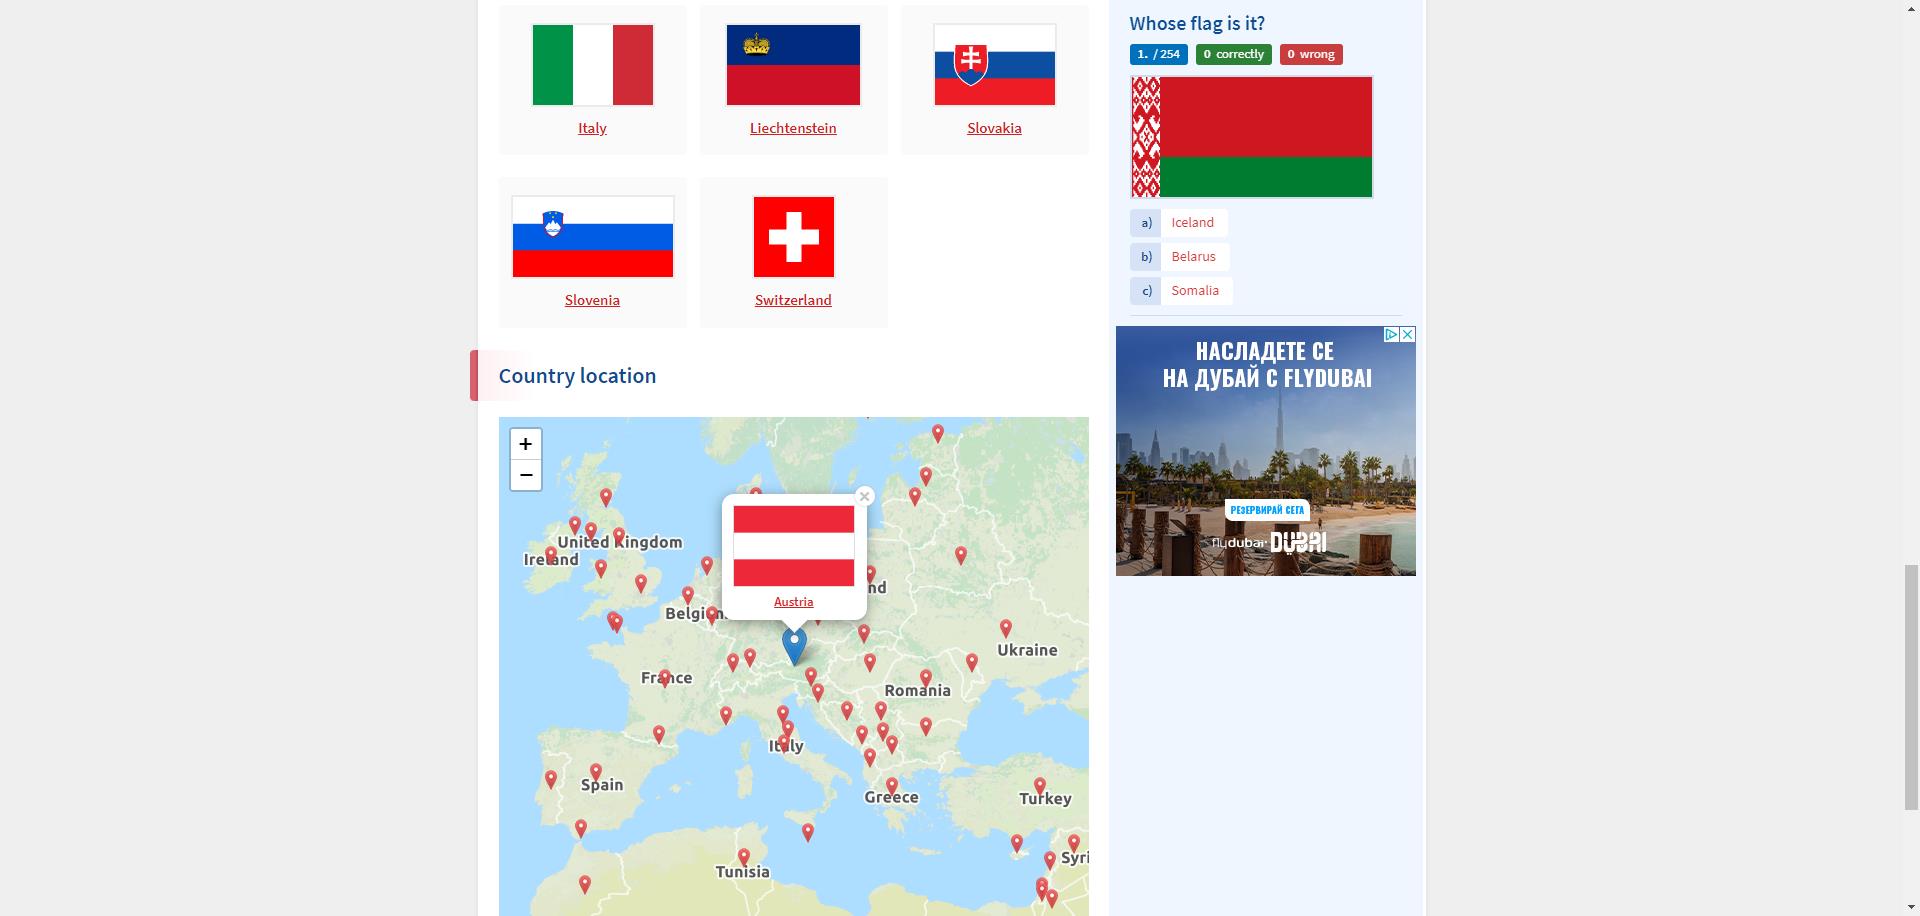 Italy
Liechtenstein
Slovakia
Slovenia
Switzerland
Country location
+
−
United Kingdom
Ireland
Belgium
nd
Austria
Ukraine
France
Romania
Italy
Spain
Greece
Turkey
Tunisia
Syri
Whose flag is it?
1. / 254
0 correctly
0 wrong
a) Iceland
b) Belarus
c) Somalia
НАСЛАДЕТЕ СЕ
НА ДУБАЙ С FLYDUBAI
РЕЗЕРВИРАЙ СЕГА
flydubai DUBAI